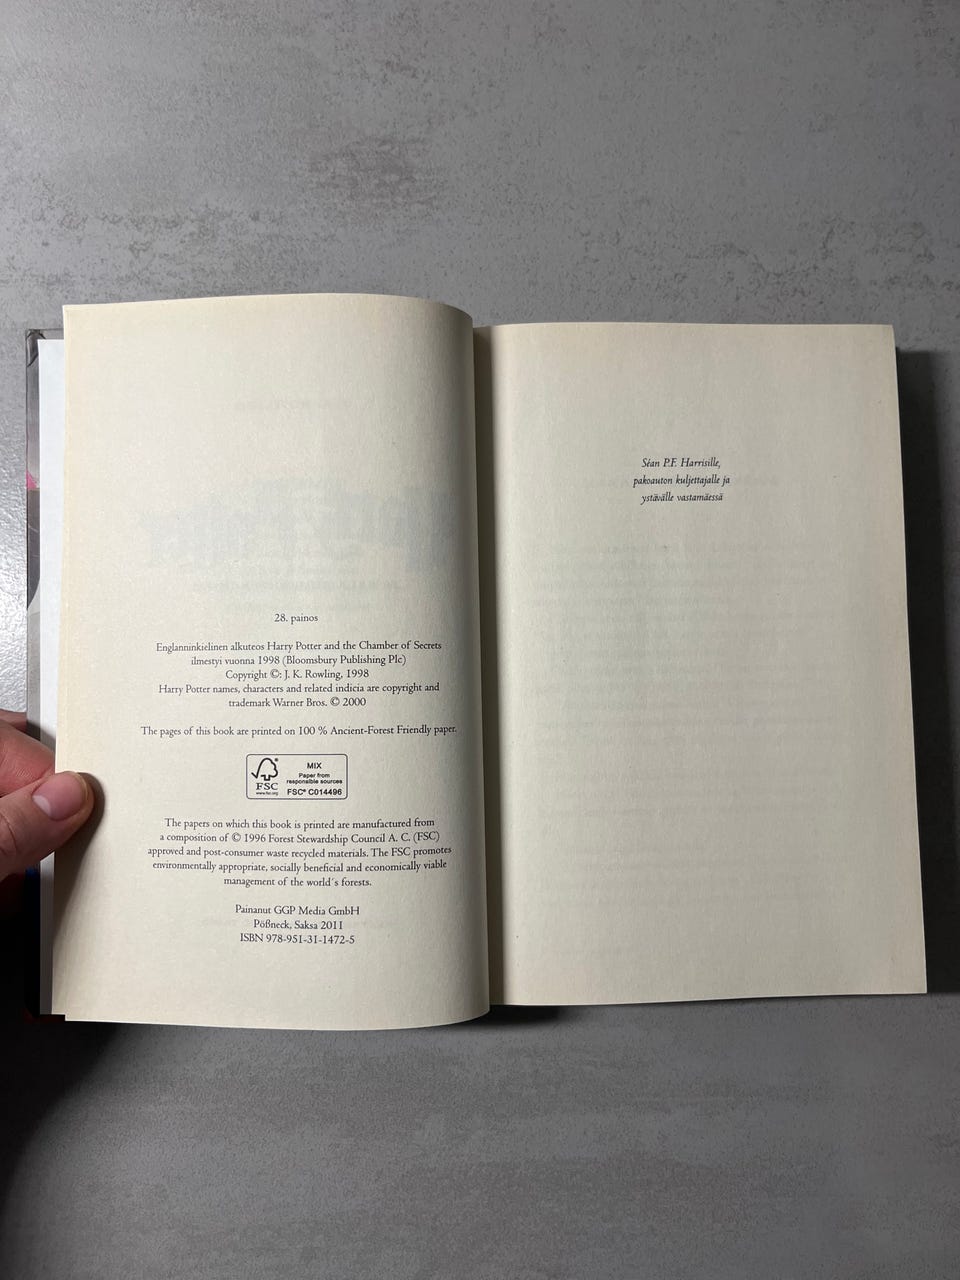 28. painos
Englanninkielinen alkuteos Harry Potter and the Chamber of Secrets
ilmestyi vuonna 1998 (Bloomsbury Publishing Plc)
Copyright ©: J. K. Rowling, 1998
Harry Potter names, characters and related indicia are copyright and
trademark Warner Bros. © 2000
The pages of this book are printed on 100 % Ancient-Forest Friendly paper.
FSC
www.fsc.org
MIX
Paper from
responsible sources
FSC® C014496
The papers on which this book is printed are manufactured from
a composition of © 1996 Forest Stewardship Council A. C. (FSC)
approved and post-consumer waste recycled materials. The FSC promotes
environmentally appropriate, socially beneficial and economically viable
management of the world´s forests.
Painanut GGP Media GmbH
Pößneck, Saksa 2011
ISBN 978-951-31-1472-5
Séan P.F. Harrisille,
pakoauton kuljettajalle ja
ystävälle vastamäessä